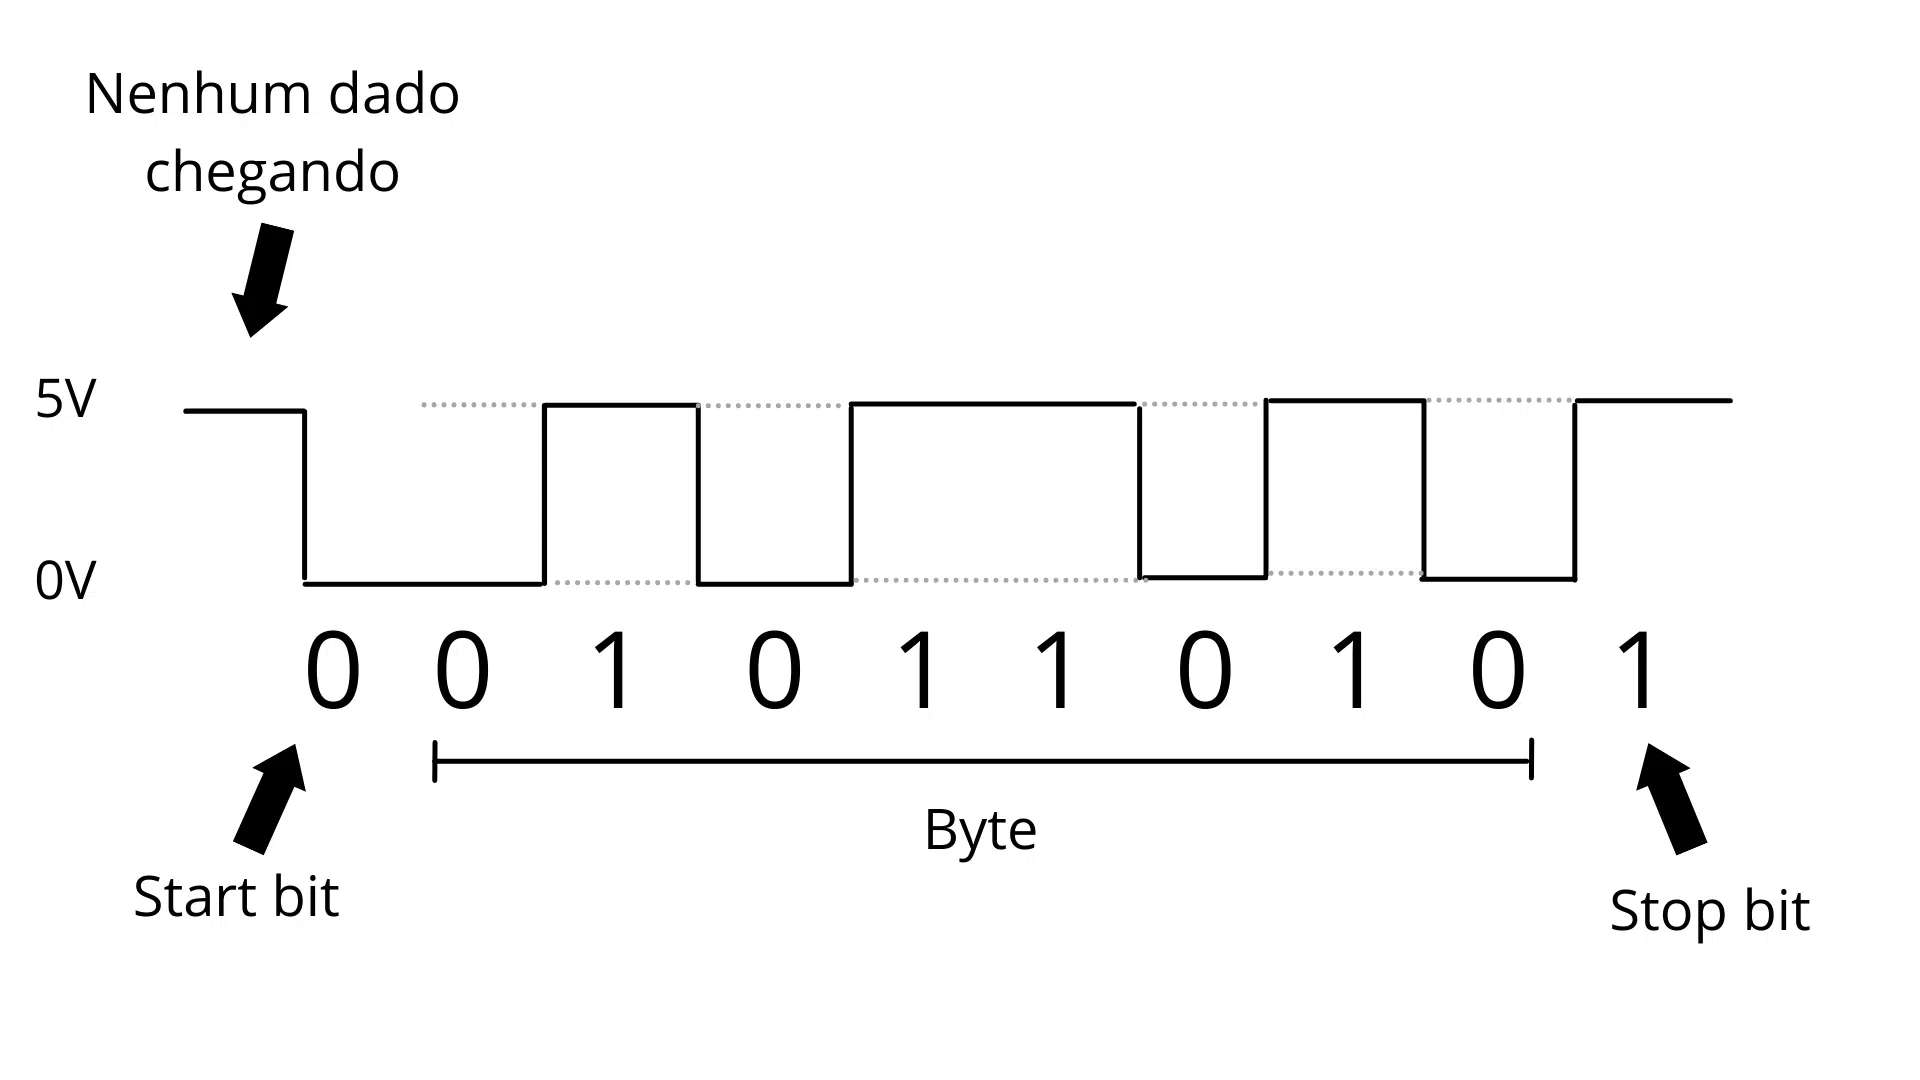 Nenhum dado
chegando
5V
0V
0 0 1 0 1 1 0 1 0 1
Byte
Start bit
Stop bit